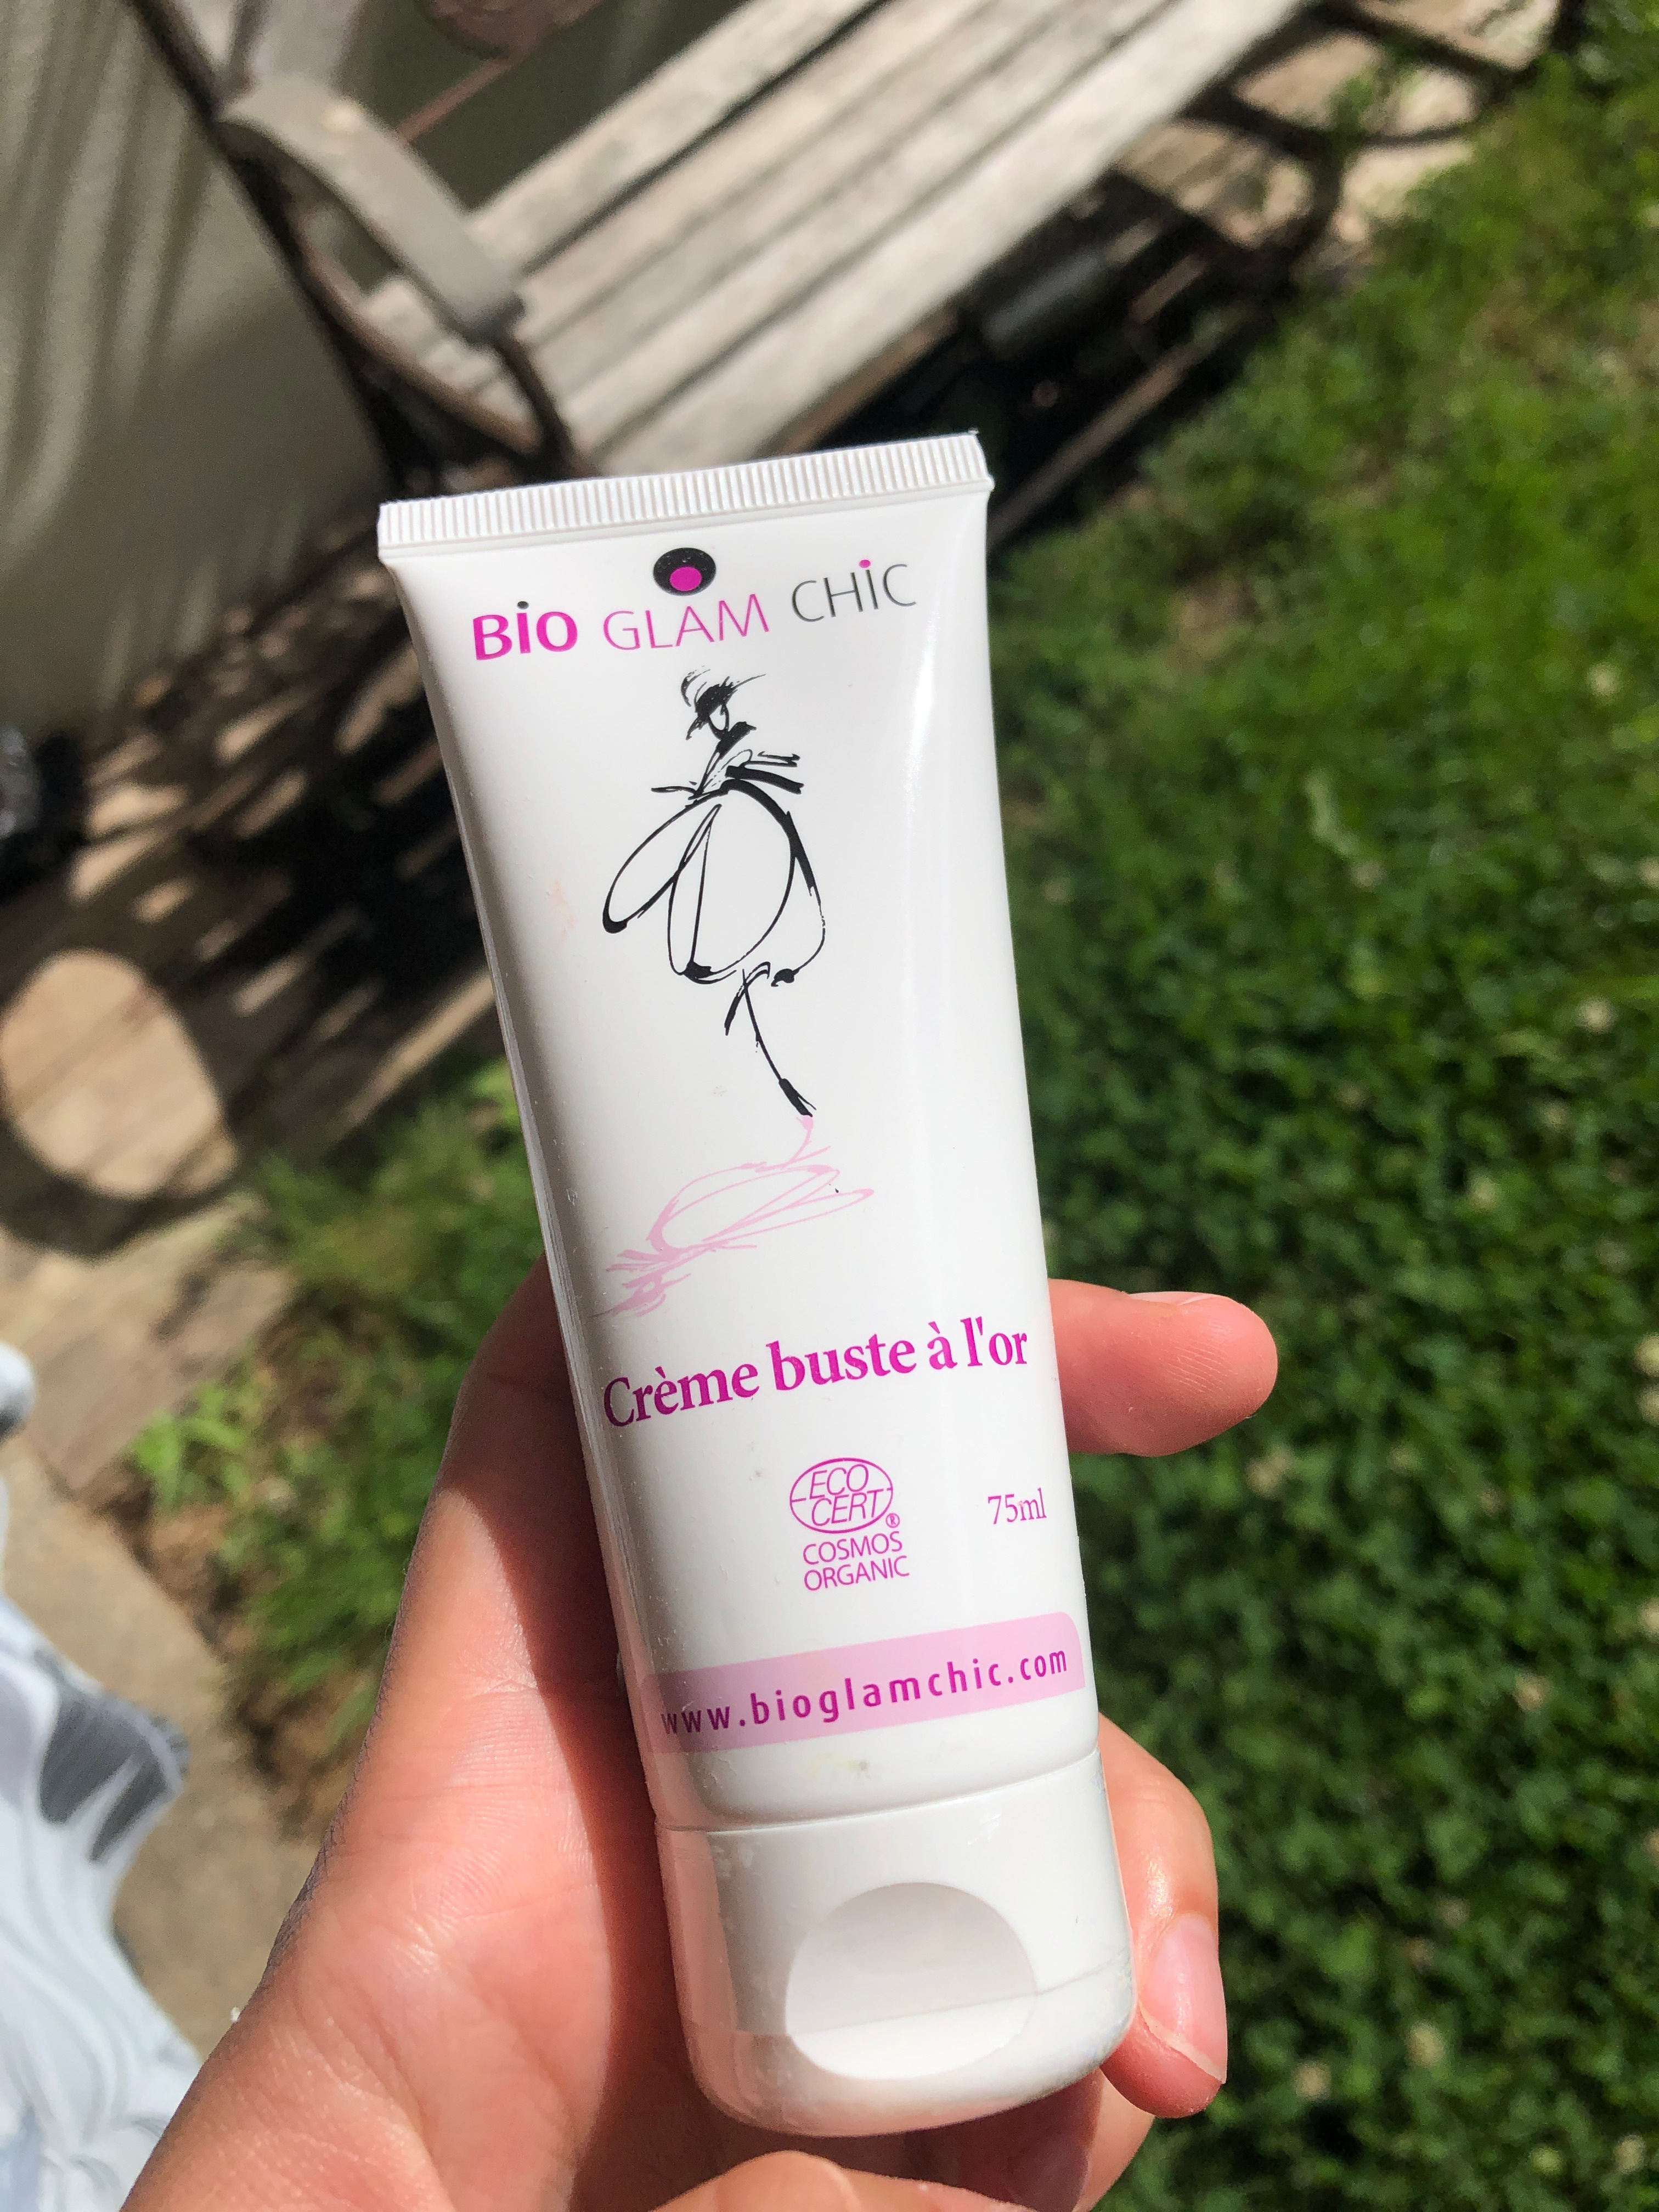 BiO GLAM CHiC
Crème buste à l'or
ECO
CERT®
COSMOS
ORGANIC
75ml
www.bioglamchic.com